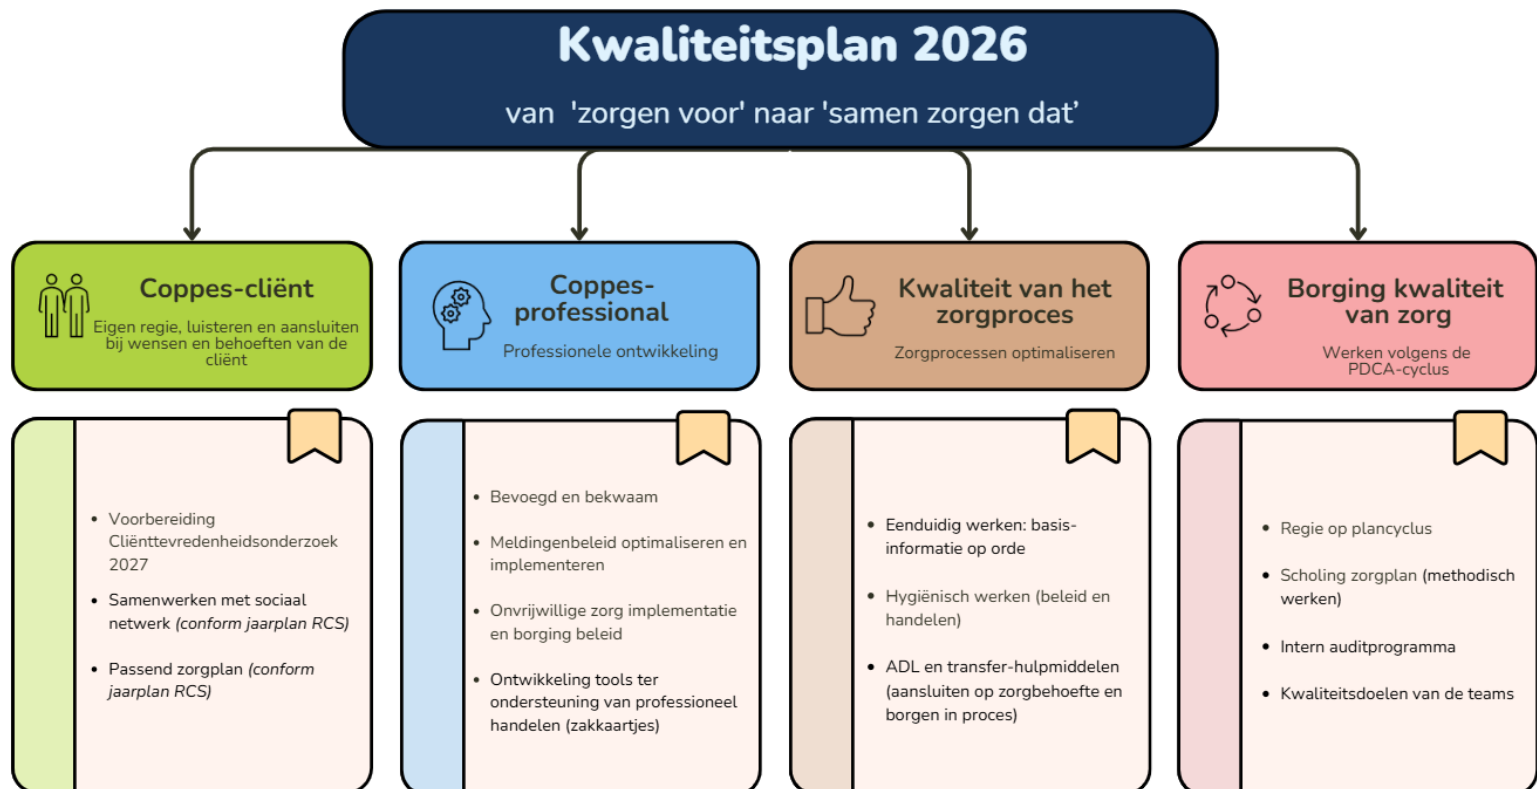 Kwaliteitsplan 2026
van 'zorgen voor' naar 'samen zorgen dat’
Coppes-cliënt
Eigen regie, luisteren en aansluiten
bij wensen en behoeften van de
cliënt
• Voorbereiding
Cliënttevredenheidsonderzoek
2027
• Samenwerken met sociaal
netwerk (conform jaarplan RCS)
• Passend zorgplan (conform
jaarplan RCS)
Coppes-
professional
Professionele ontwikkeling
• Bevoegd en bekwaam
• Meldingenbeleid optimaliseren en
implementeren
• Onvrijwillige zorg implementatie
en borging beleid
• Ontwikkeling tools ter
ondersteuning van professioneel
handelen (zakkaartjes)
Kwaliteit van het
zorgproces
Zorgprocessen optimaliseren
• Eenduidig werken: basis-
informatie op orde
• Hygiënisch werken (beleid en
handelen)
• ADL en transfer-hulpmiddelen
(aansluiten op zorgbehoefte en
borgen in proces)
Borging kwaliteit
van zorg
Werken volgens de
PDCA-cyclus
• Regie op plancyclus
• Scholing zorgplan (methodisch
werken)
• Intern auditprogramma
• Kwaliteitsdoelen van de teams